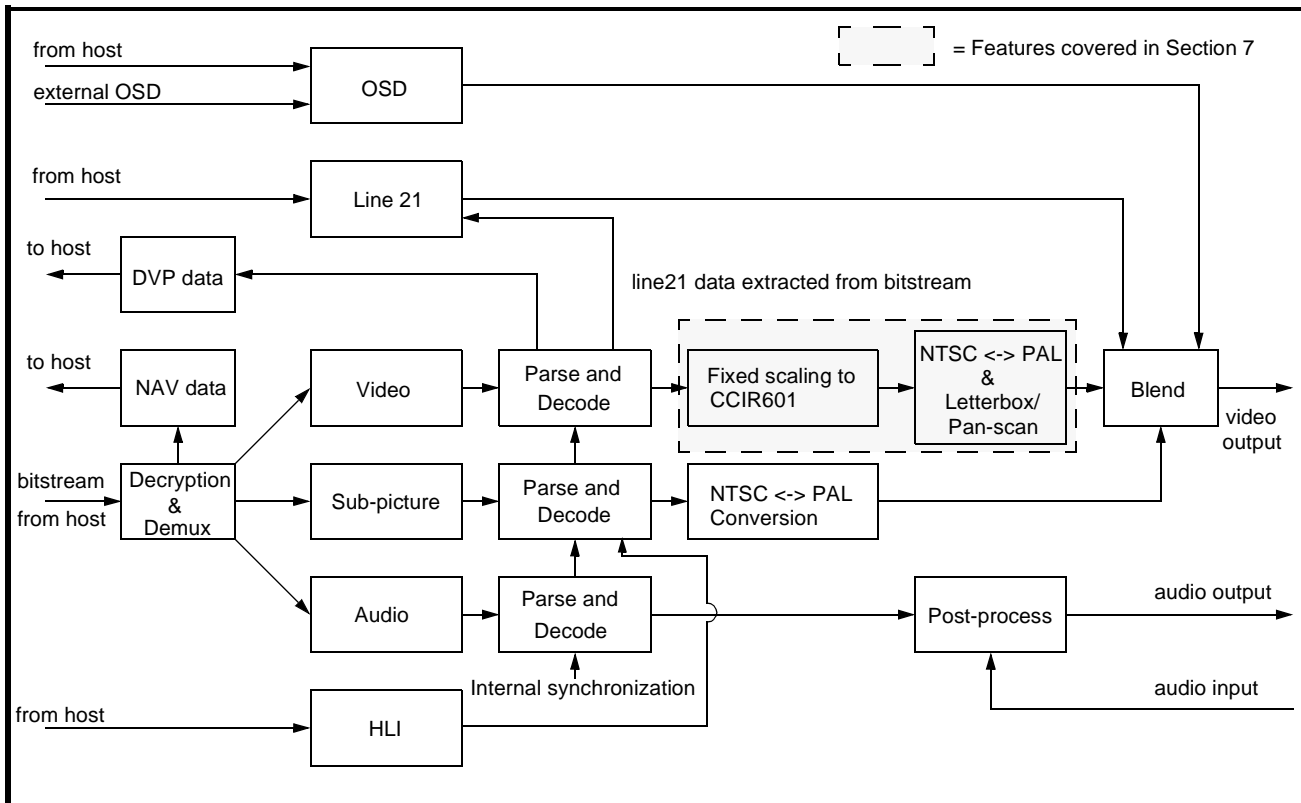 from host
= Features covered in Section 7
external OSD
OSD
from host
Line 21
to host
DVP data
line21 data extracted from bitstream
to host
NAV data
Video
Parse and
Decode
Fixed scaling to
CCIR601
NTSC <-> PAL
&
Letterbox/
Pan-scan
Blend
video
output
bitstream
from host
Decryption
&
Demux
Sub-picture
Parse and
Decode
NTSC <-> PAL
Conversion
Audio
Parse and
Decode
Post-process
audio output
Internal synchronization
audio input
from host
HLI